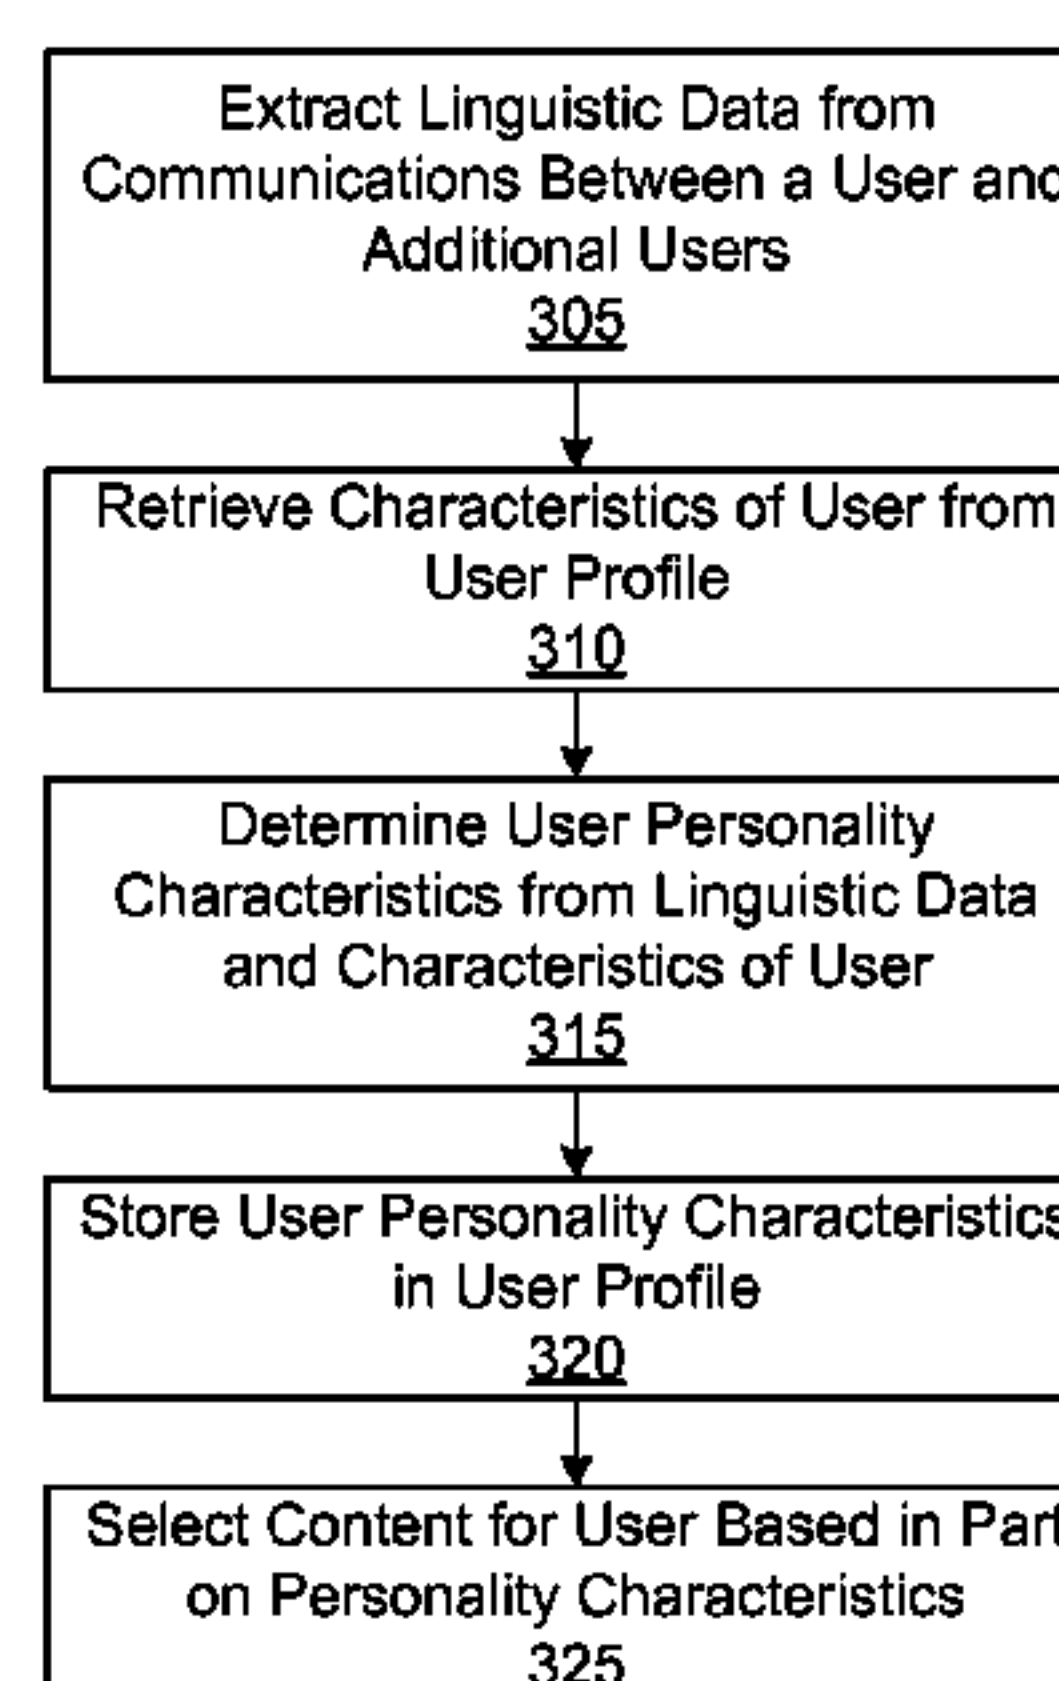 Extract Linguistic Data from
Communications Between a User and
Additional Users
305
Retrieve Characteristics of User from
User Profile
310
Determine User Personality
Characteristics from Linguistic Data
and Characteristics of User
315
Store User Personality Characteristics
in User Profile
320
Select Content for User Based in Part
on Personality Characteristics
325